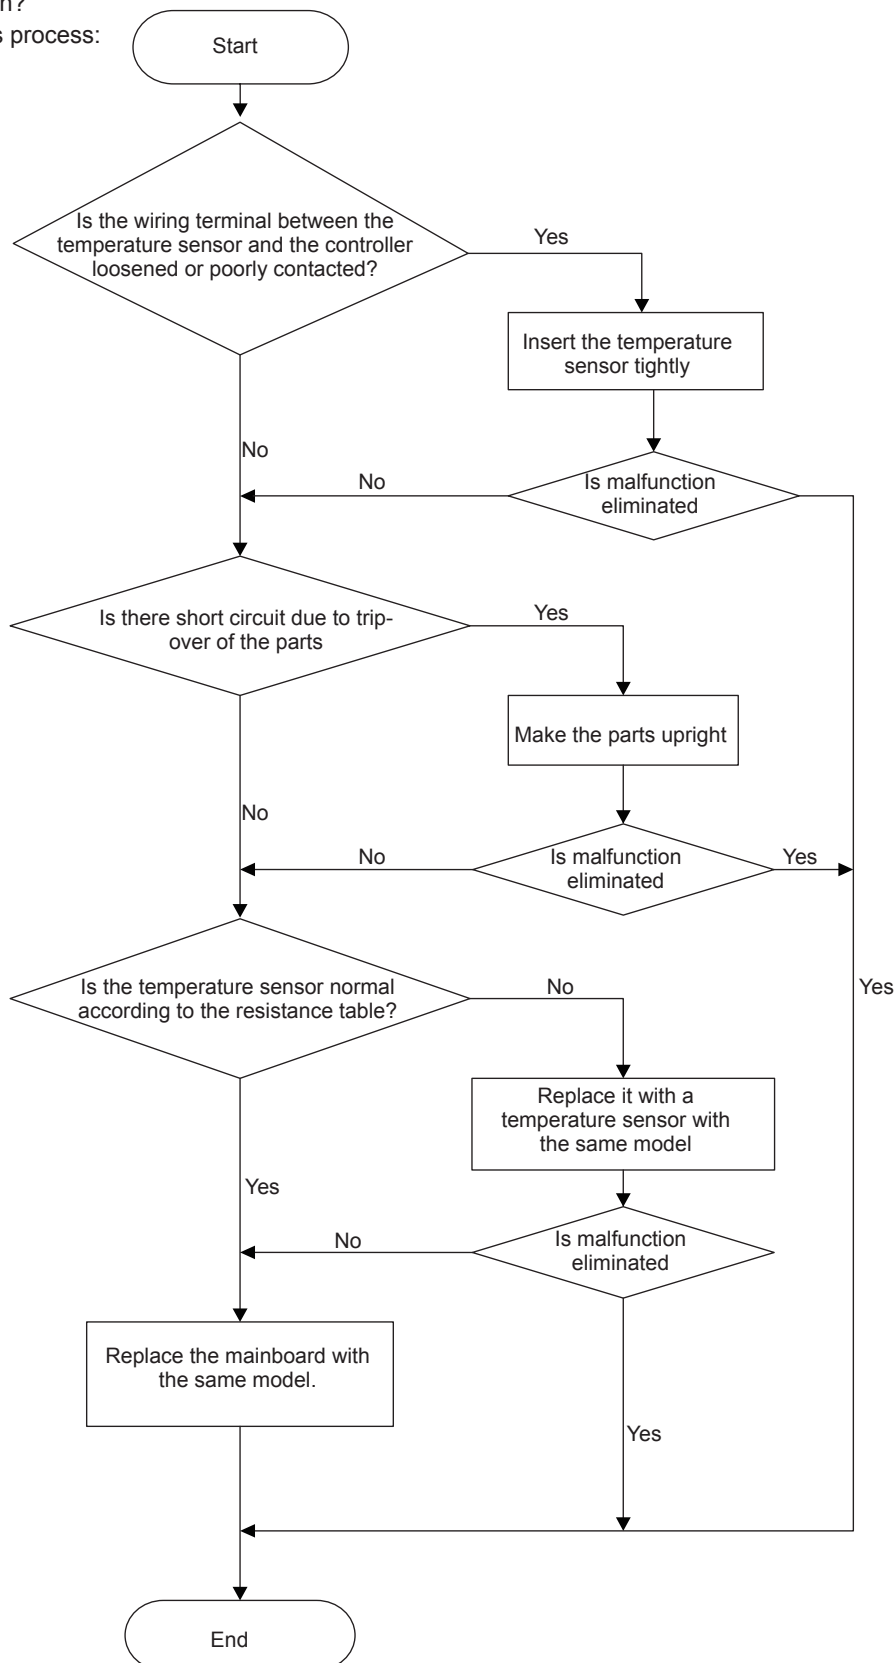 s process:
Start
Is the wiring terminal between the
temperature sensor and the controller
loosened or poorly contacted?
Yes
Insert the temperature
sensor tightly
No
No
Is malfunction
eliminated
Is there short circuit due to trip-
over of the parts
Yes
Make the parts upright
No
No
Is malfunction
eliminated
Yes
Is the temperature sensor normal
according to the resistance table?
No
Yes
Replace it with a
temperature sensor with
the same model
Yes
No
Is malfunction
eliminated
Replace the mainboard with
the same model.
Yes
End